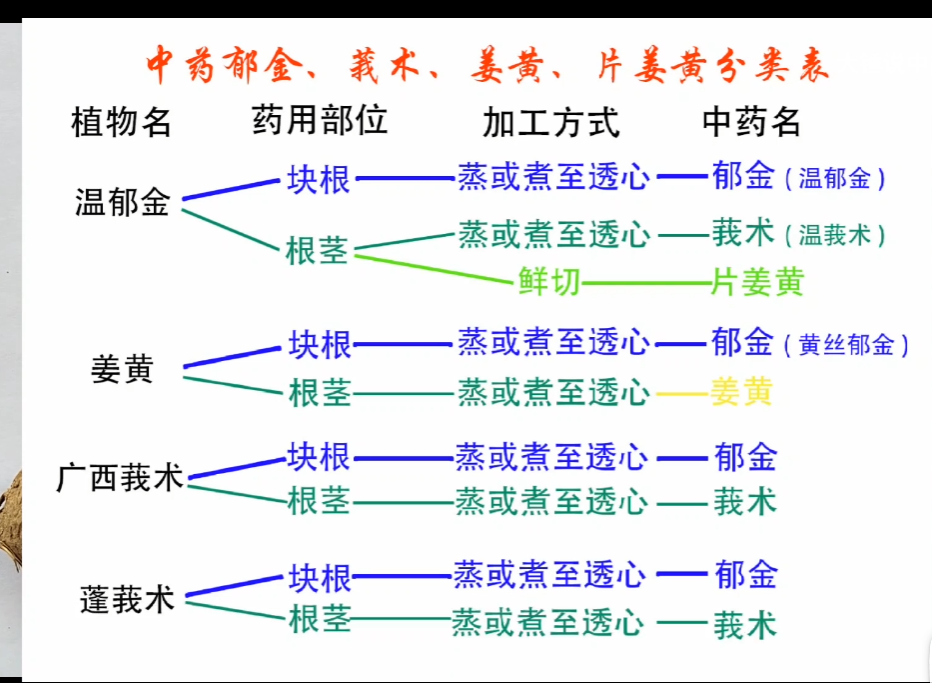 中药郁金、莪术、姜黄、片姜黄分类表
植物名 药用部位 加工方式 中药名
温郁金
块根 蒸或煮至透心 郁金（温郁金）
根茎 蒸或煮至透心 莪术（温莪术）
鲜切 片姜黄
姜黄
块根 蒸或煮至透心 郁金（黄丝郁金）
根茎 蒸或煮至透心 姜黄
广西莪术
块根 蒸或煮至透心 郁金
根茎 蒸或煮至透心 莪术
蓬莪术
块根 蒸或煮至透心 郁金
根茎 蒸或煮至透心 莪术